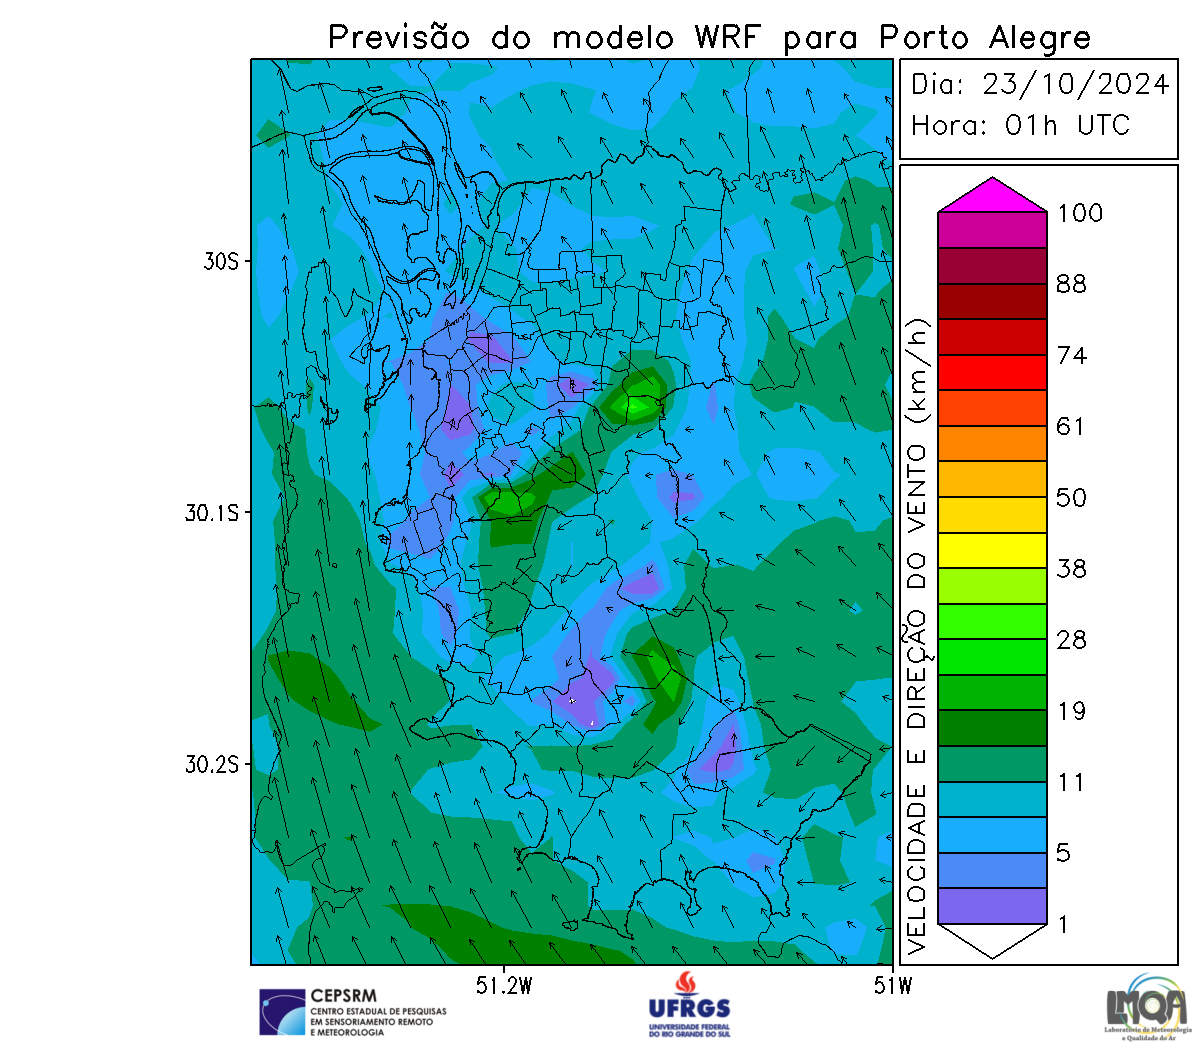 Previsão do modelo WRF para Porto Alegre
Dia: 23/10/2024
Hora: 01h UTC
100
88
74
61
50
38
28
19
11
5
1
VELOCIDADE E DIREÇÃO DO VENTO (km/h)
30S
30.1S
30.2S
51.2W
51W
CEPSRM
CENTRO ESTADUAL DE PESQUISAS
EM SENSORIAMENTO REMOTO
E METEOROLOGIA
UFRGS
UNIVERSIDADE FEDERAL
DO RIO GRANDE DO SUL
LMQA
Laboratório de Meteorologia
e Qualidade do Ar